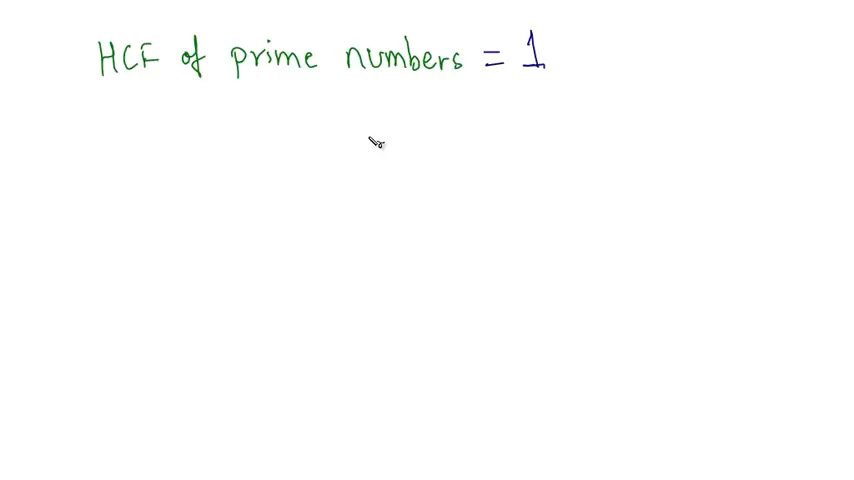 HCF of prime numbers = 1